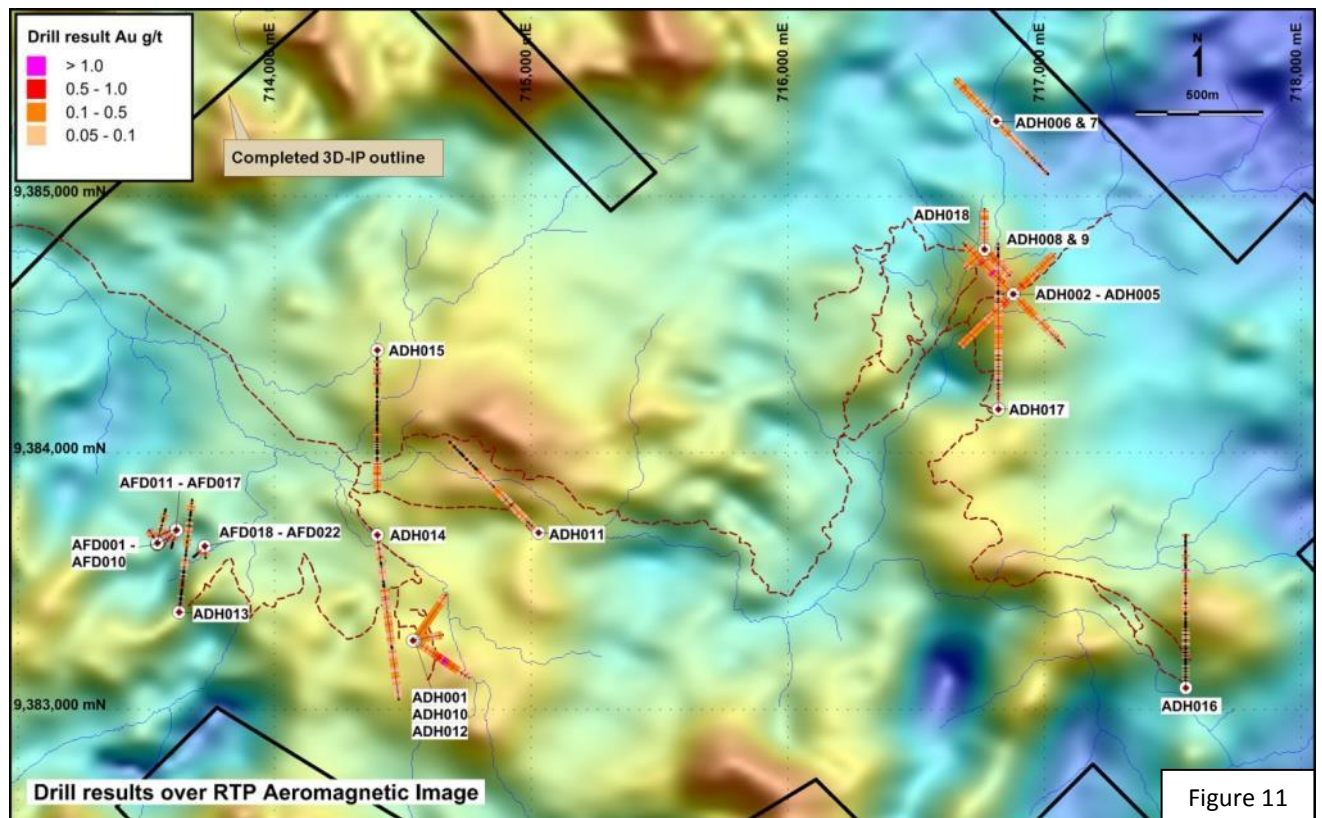 Drill result Au g/t
> 1.0
0.5 - 1.0
0.1 - 0.5
0.05 - 0.1
714,000 mE
715,000 mE
716,000 mE
717,000 mE
718,000 mE
N
500m
Completed 3D-IP outline
ADH006 & 7
9,385,000 mN
ADH018
ADH008 & 9
ADH002 - ADH005
ADH015
ADH017
9,384,000 mN
AFD011 - AFD017
AFD018 - AFD022
AFD001 -
AFD010
ADH014
ADH011
ADH013
ADH001
ADH010
ADH012
9,383,000 mN
ADH016
Drill results over RTP Aeromagnetic Image
Figure 11